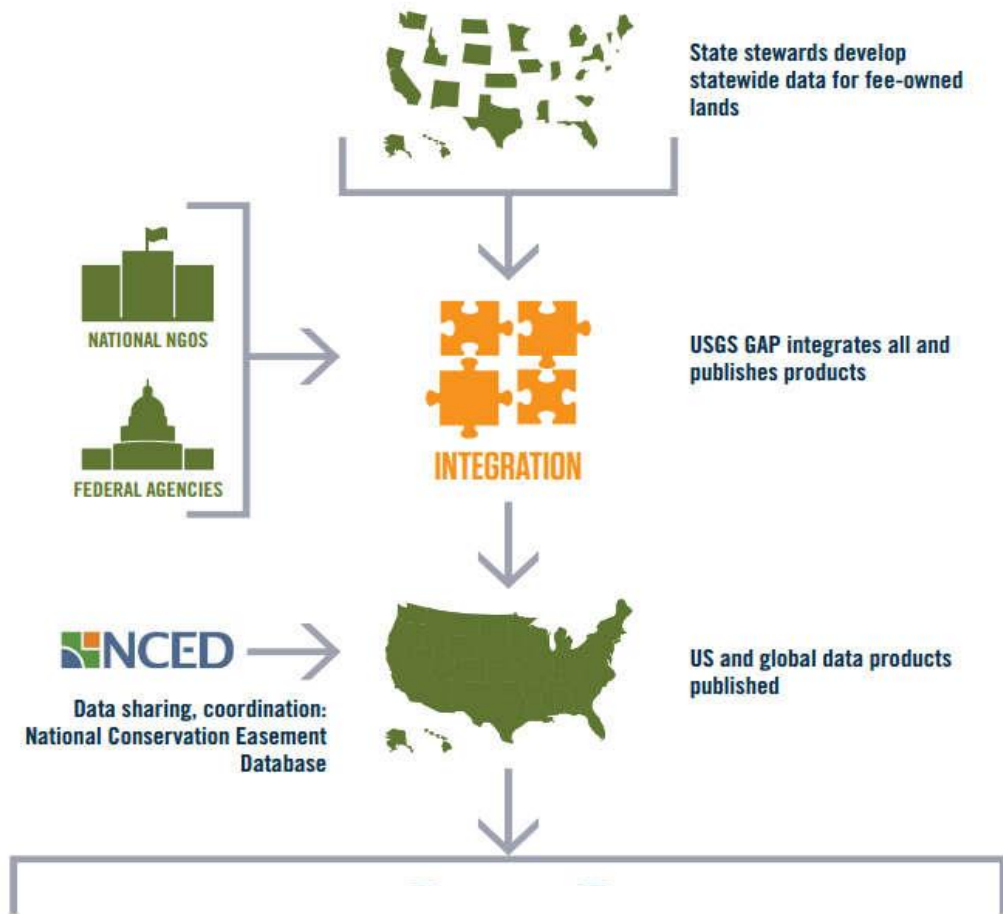 State stewards develop
statewide data for fee-owned
lands
NATIONAL NGOS
FEDERAL AGENCIES
INTEGRATION
USGS GAP integrates all and
publishes products
NCED
Data sharing, coordination:
National Conservation Easement
Database
US and global data products
published